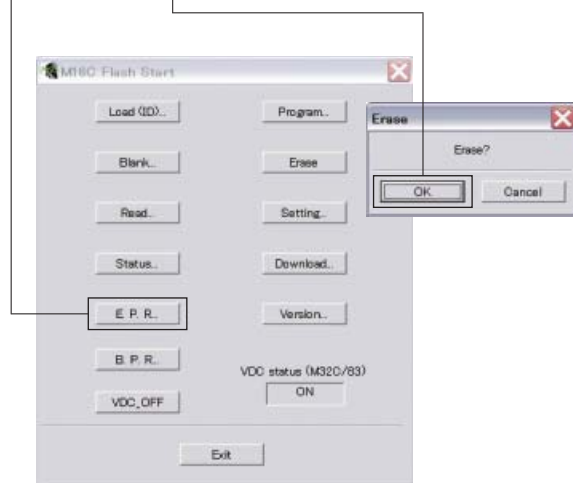 M16C Flash Start
Load (ID)...
Program...
Blank...
Erase
Read...
Setting...
Status...
Download...
E. P. R...
Version...
B. P. R...
VDC status (M32C/83)
ON
VDC_OFF
Exit
Erase
Erase?
OK
Cancel